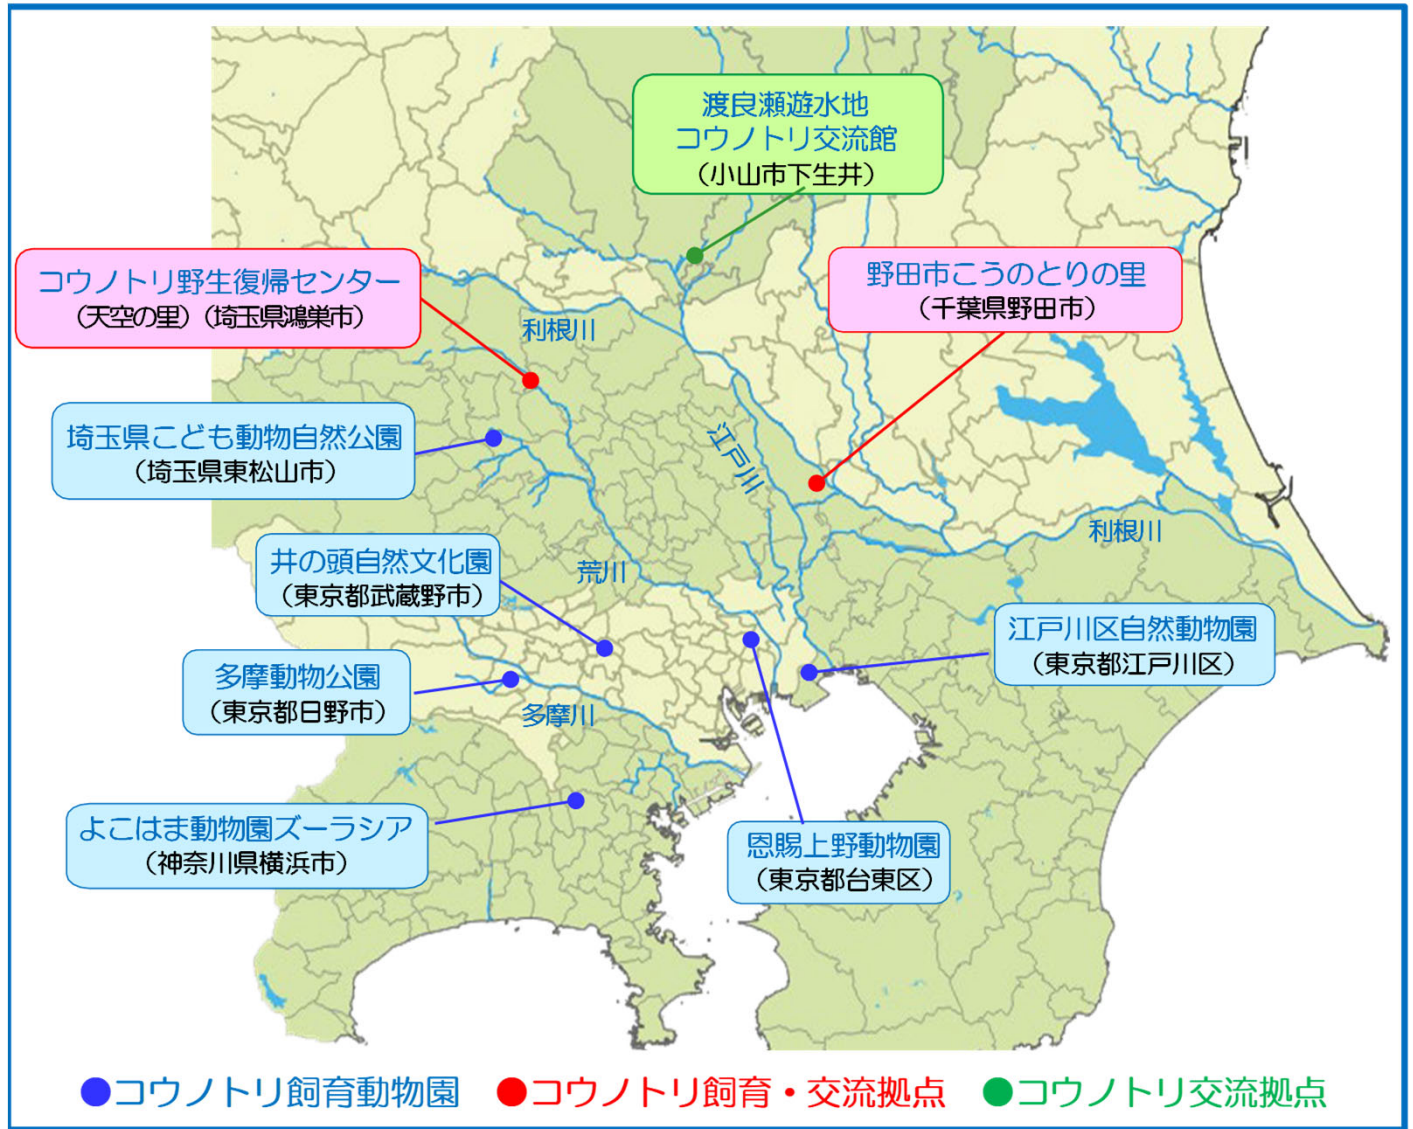 渡良瀬遊水地
コウノトリ交流館
（小山市下生井）
コウノトリ野生復帰センター
（天空の里）（埼玉県鴻巣市）
野田市こうのとりの里
（千葉県野田市）
利根川
埼玉県こども動物自然公園
（埼玉県東松山市）
江戸川
利根川
井の頭自然文化園
（東京都武蔵野市）
荒川
江戸川区自然動物園
（東京都江戸川区）
多摩動物公園
（東京都日野市）
多摩川
よこはま動物園ズーラシア
（神奈川県横浜市）
恩賜上野動物園
（東京都台東区）
●コウノトリ飼育動物園 ●コウノトリ飼育・交流拠点 ●コウノトリ交流拠点